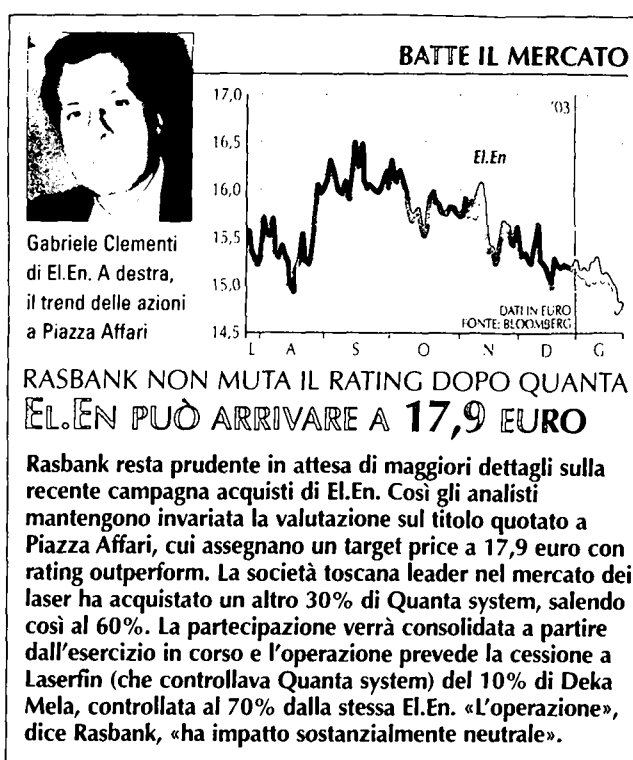 BATTE IL MERCATO
17,0
16,5
16,0
15,5
15,0
14,5
'03
El.En
DATI IN EURO
FONTE: BLOOMBERG
L A S O N D G
Gabriele Clementi
di El.En. A destra,
il trend delle azioni
a Piazza Affari
RASBANK NON MUTA IL RATING DOPO QUANTA
EL.EN PUÒ ARRIVARE A 17,9 EURO
Rasbank resta prudente in attesa di maggiori dettagli sulla
recente campagna acquisti di El.En. Così gli analisti
mantengono invariata la valutazione sul titolo quotato a
Piazza Affari, cui assegnano un target price a 17,9 euro con
rating outperform. La società toscana leader nel mercato dei
laser ha acquistato un altro 30% di Quanta system, salendo
così al 60%. La partecipazione verrà consolidata a partire
dall'esercizio in corso e l'operazione prevede la cessione a
Laserfin (che controllava Quanta system) del 10% di Deka
Mela, controllata al 70% dalla stessa El.En. «L'operazione»,
dice Rasbank, «ha impatto sostanzialmente neutrale».